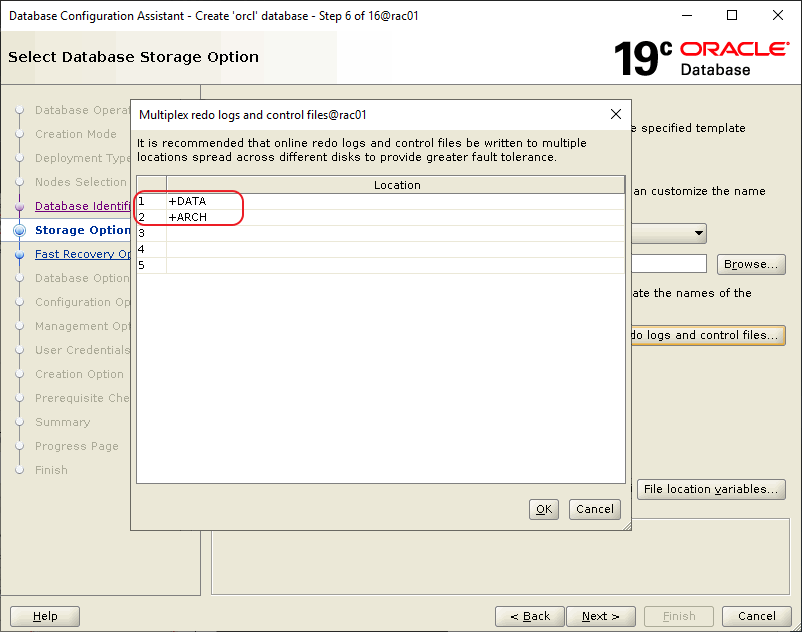 Database Configuration Assistant - Create 'orcl' database - Step 6 of 16@rac01
Select Database Storage Option
19c ORACLE
Database
Database Opera
Creation Mode
Deployment Type
Nodes Selection
Database Identifi
Storage Option
Fast Recovery Op
Database Option
Configuration Op
Management Opt
User Credentials
Creation Option
Prerequisite Che
Summary
Progress Page
Finish
Multiplex redo logs and control files@rac01
It is recommended that online redo logs and control files be written to multiple
locations spread across different disks to provide greater fault tolerance.
Location
1 +DATA
2 +ARCH
3
4
5
OK Cancel
e specified template
an customize the name
Browse...
ate the names of the
do logs and control files...
File location variables...
Help < Back Next > Finish Cancel